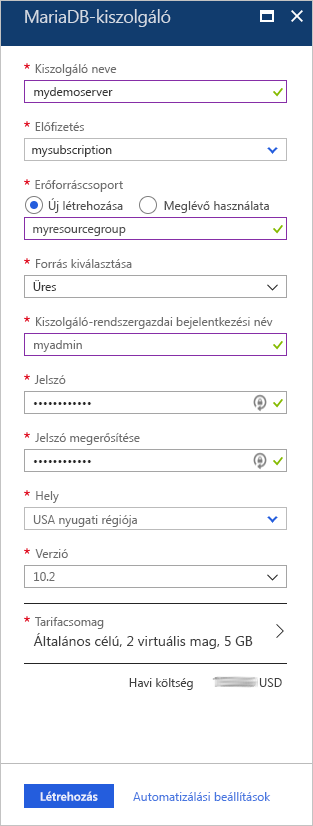 MariaDB-kiszolgáló
* Kiszolgáló neve
mydemoserver
* Előfizetés
mysubscription
* Erőforráscsoport
Új létrehozása Meglévő használata
myresourcegroup
* Forrás kiválasztása
Üres
* Kiszolgáló-rendszergazdai bejelentkezési név
myadmin
* Jelszó
••••••••••••
* Jelszó megerősítése
••••••••••••
* Hely
USA nyugati régiója
* Verzió
10.2
* Tarifacsomag
Általános célú, 2 virtuális mag, 5 GB
Havi költség USD
Létrehozás Automatizálási beállítások